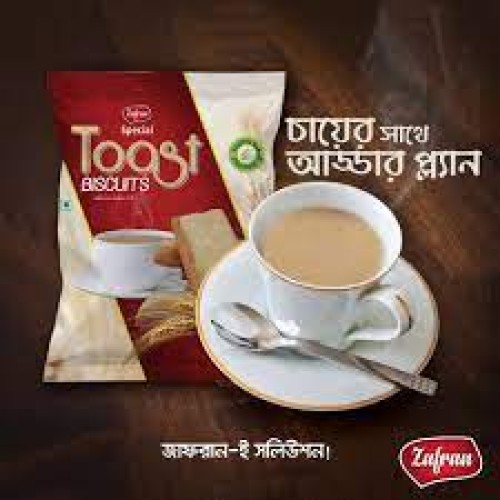 Zafran
Special
Toast
BISCUITS
চায়ের সাথে
আড্ডার প্ল্যান
জাফরান-ই সলিউশন!
Zafran